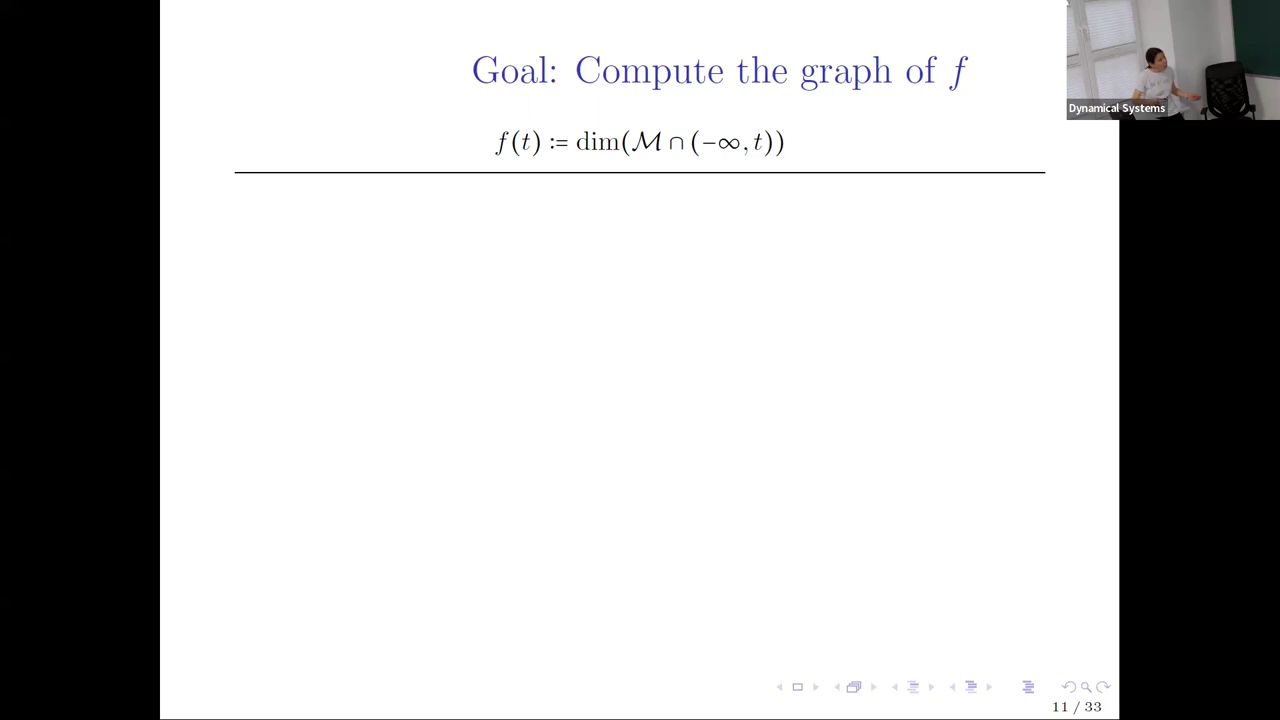 Goal: Compute the graph of f
f(t) := dim(ℳ ∩ (−∞, t))
Dynamical Systems
11 / 33